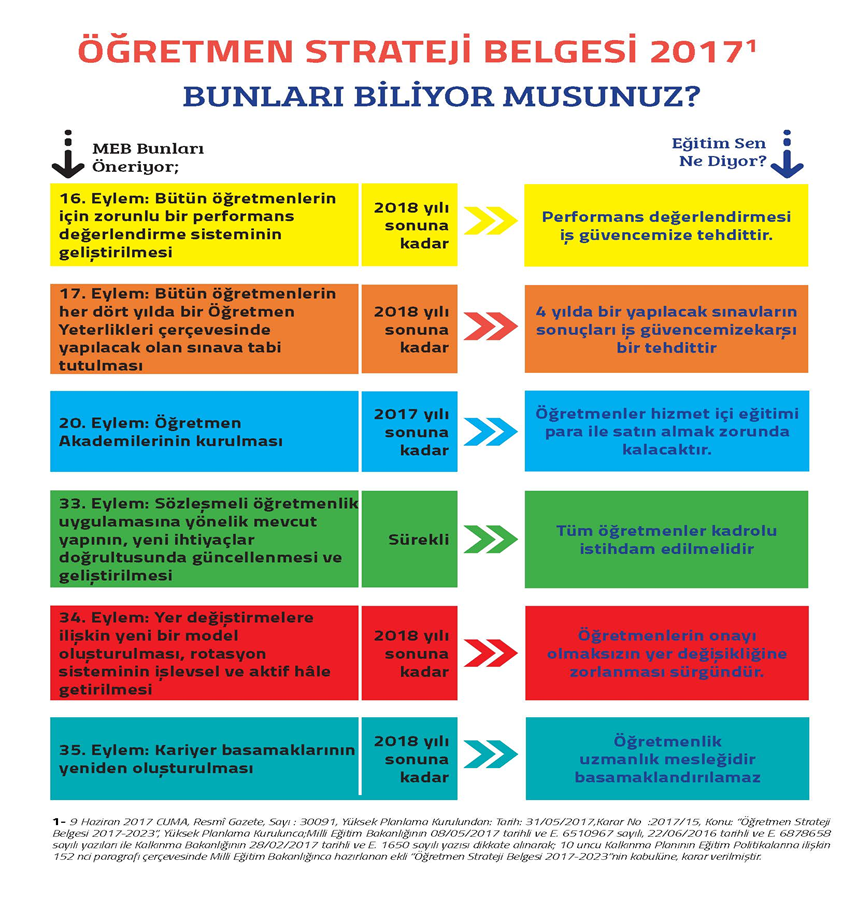 ÖĞRETMEN STRATEJİ BELGESİ 2017¹
BUNLARI BİLİYOR MUSUNUZ?
MEB Bunları
Öneriyor;
Eğitim Sen
Ne Diyor?
16. Eylem: Bütün öğretmenlerin
için zorunlu bir performans
değerlendirme sisteminin
geliştirilmesi
2018 yılı
sonuna
kadar
Performans değerlendirmesi
iş güvencemize tehdittir.
17. Eylem: Bütün öğretmenlerin
her dört yılda bir Öğretmen
Yeterlikleri çerçevesinde
yapılacak olan sınava tabi
tutulması
2018 yılı
sonuna
kadar
4 yılda bir yapılacak sınavların
sonuçları iş güvencemizekarşı
bir tehdittir
20. Eylem: Öğretmen
Akademilerinin kurulması
2017 yılı
sonuna
kadar
Öğretmenler hizmet içi eğitimi
para ile satın almak zorunda
kalacaktır.
33. Eylem: Sözleşmeli öğretmenlik
uygulamasına yönelik mevcut
yapının, yeni ihtiyaçlar
doğrultusunda güncellenmesi ve
geliştirilmesi
Sürekli
Tüm öğretmenler kadrolu
istihdam edilmelidir
34. Eylem: Yer değiştirmelere
ilişkin yeni bir model
oluşturulması, rotasyon
sisteminin işlevsel ve aktif hâle
getirilmesi
2018 yılı
sonuna
kadar
Öğretmenlerin onayı
olmaksızın yer değişikliğine
zorlanması sürgündür.
35. Eylem: Kariyer basamaklarının
yeniden oluşturulması
2018 yılı
sonuna
kadar
Öğretmenlik
uzmanlık mesleğidir
basamaklandırılamaz
1- 9 Haziran 2017 CUMA, Resmî Gazete, Sayı : 30091, Yüksek Planlama Kurulundan: Tarih: 31/05/2017,Karar No :2017/15, Konu: "Öğretmen Strateji
Belgesi 2017-2023", Yüksek Planlama Kurulunca;Milli Eğitim Bakanlığının 08/05/2017 tarihli ve E. 6510967 sayılı, 22/06/2016 tarihli ve E. 6878658
sayılı yazıları ile Kalkınma Bakanlığının 28/02/2017 tarihli ve E. 1650 sayılı yazısı dikkate alınarak; 10 uncu Kalkınma Planının Eğitim Politikalarına ilişkin
152 nci paragrafı çerçevesinde Milli Eğitim Bakanlığınca hazırlanan ekli "Öğretmen Strateji Belgesi 2017-2023"nin kabulüne, karar verilmiştir.